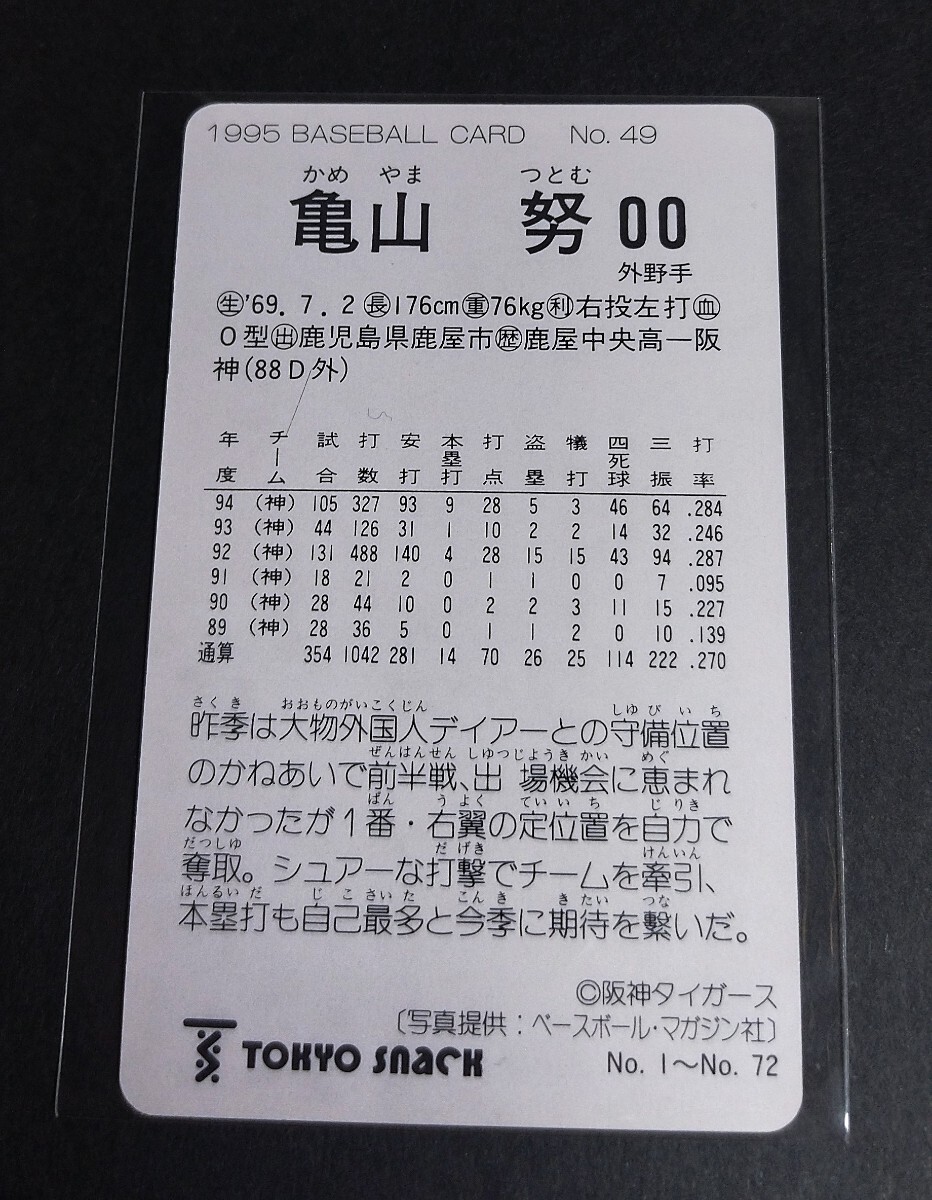 1995 BASEBALL CARD No. 49
かめ やま つとむ
亀山 努 00
外野手
㊤'69. 7. 2 長176cm重76kg利右投左打血
O型出鹿児島県鹿屋市歴鹿屋中央高ー阪
神(88D外)
年度 チーム 試合 打数 安打 本塁打 打点 盗塁 犠打 四死球 三振 打率
94 (神) 105 327 93 9 28 5 3 46 64 .284
93 (神) 44 126 31 1 10 2 2 14 32 .246
92 (神) 131 488 140 4 28 15 15 43 94 .287
91 (神) 18 21 2 0 1 1 0 0 7 .095
90 (神) 28 44 10 0 2 2 3 11 15 .227
89 (神) 28 36 5 0 1 1 2 0 10 .139
通算 354 1042 281 14 70 26 25 114 222 .270
さくき おおものがいこくじん しゆびいち
昨季は大物外国人デイアーとの守備位置
ぜんはんせん しゆつじようきかい めぐ
のかねあいで前半戦、出場機会に恵まれ
ばん うよく ていいち じりき
なかったが1番・右翼の定位置を自力で
だつしゆ だげき けんいん
奪取。シュアーな打撃でチームを牽引、
ほんるいだ じこさいた こんき きたい つな
本塁打も自己最多と今季に期待を繋いだ。
©阪神タイガース
〔写真提供：ベースボール・マガジン社〕
TOKYO SNACK No. 1〜No. 72